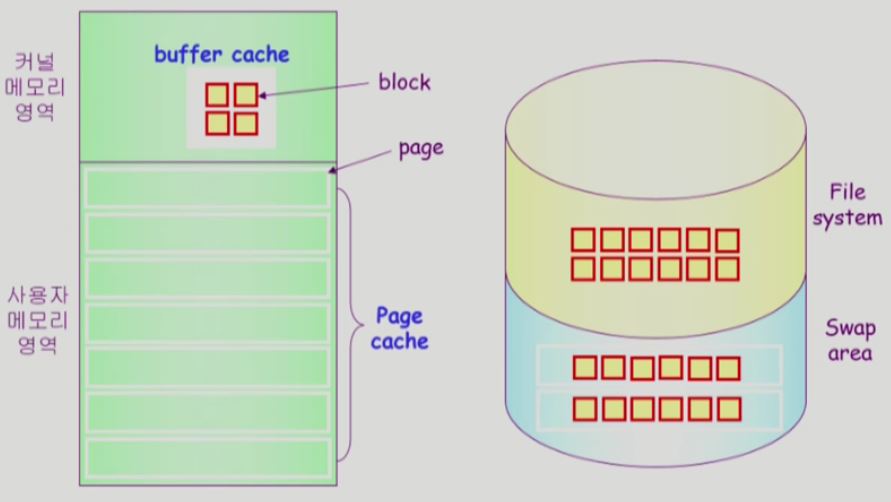 커널
메모리
영역
buffer cache
block
page
사용자
메모리
영역
Page
cache
File
system
Swap
area